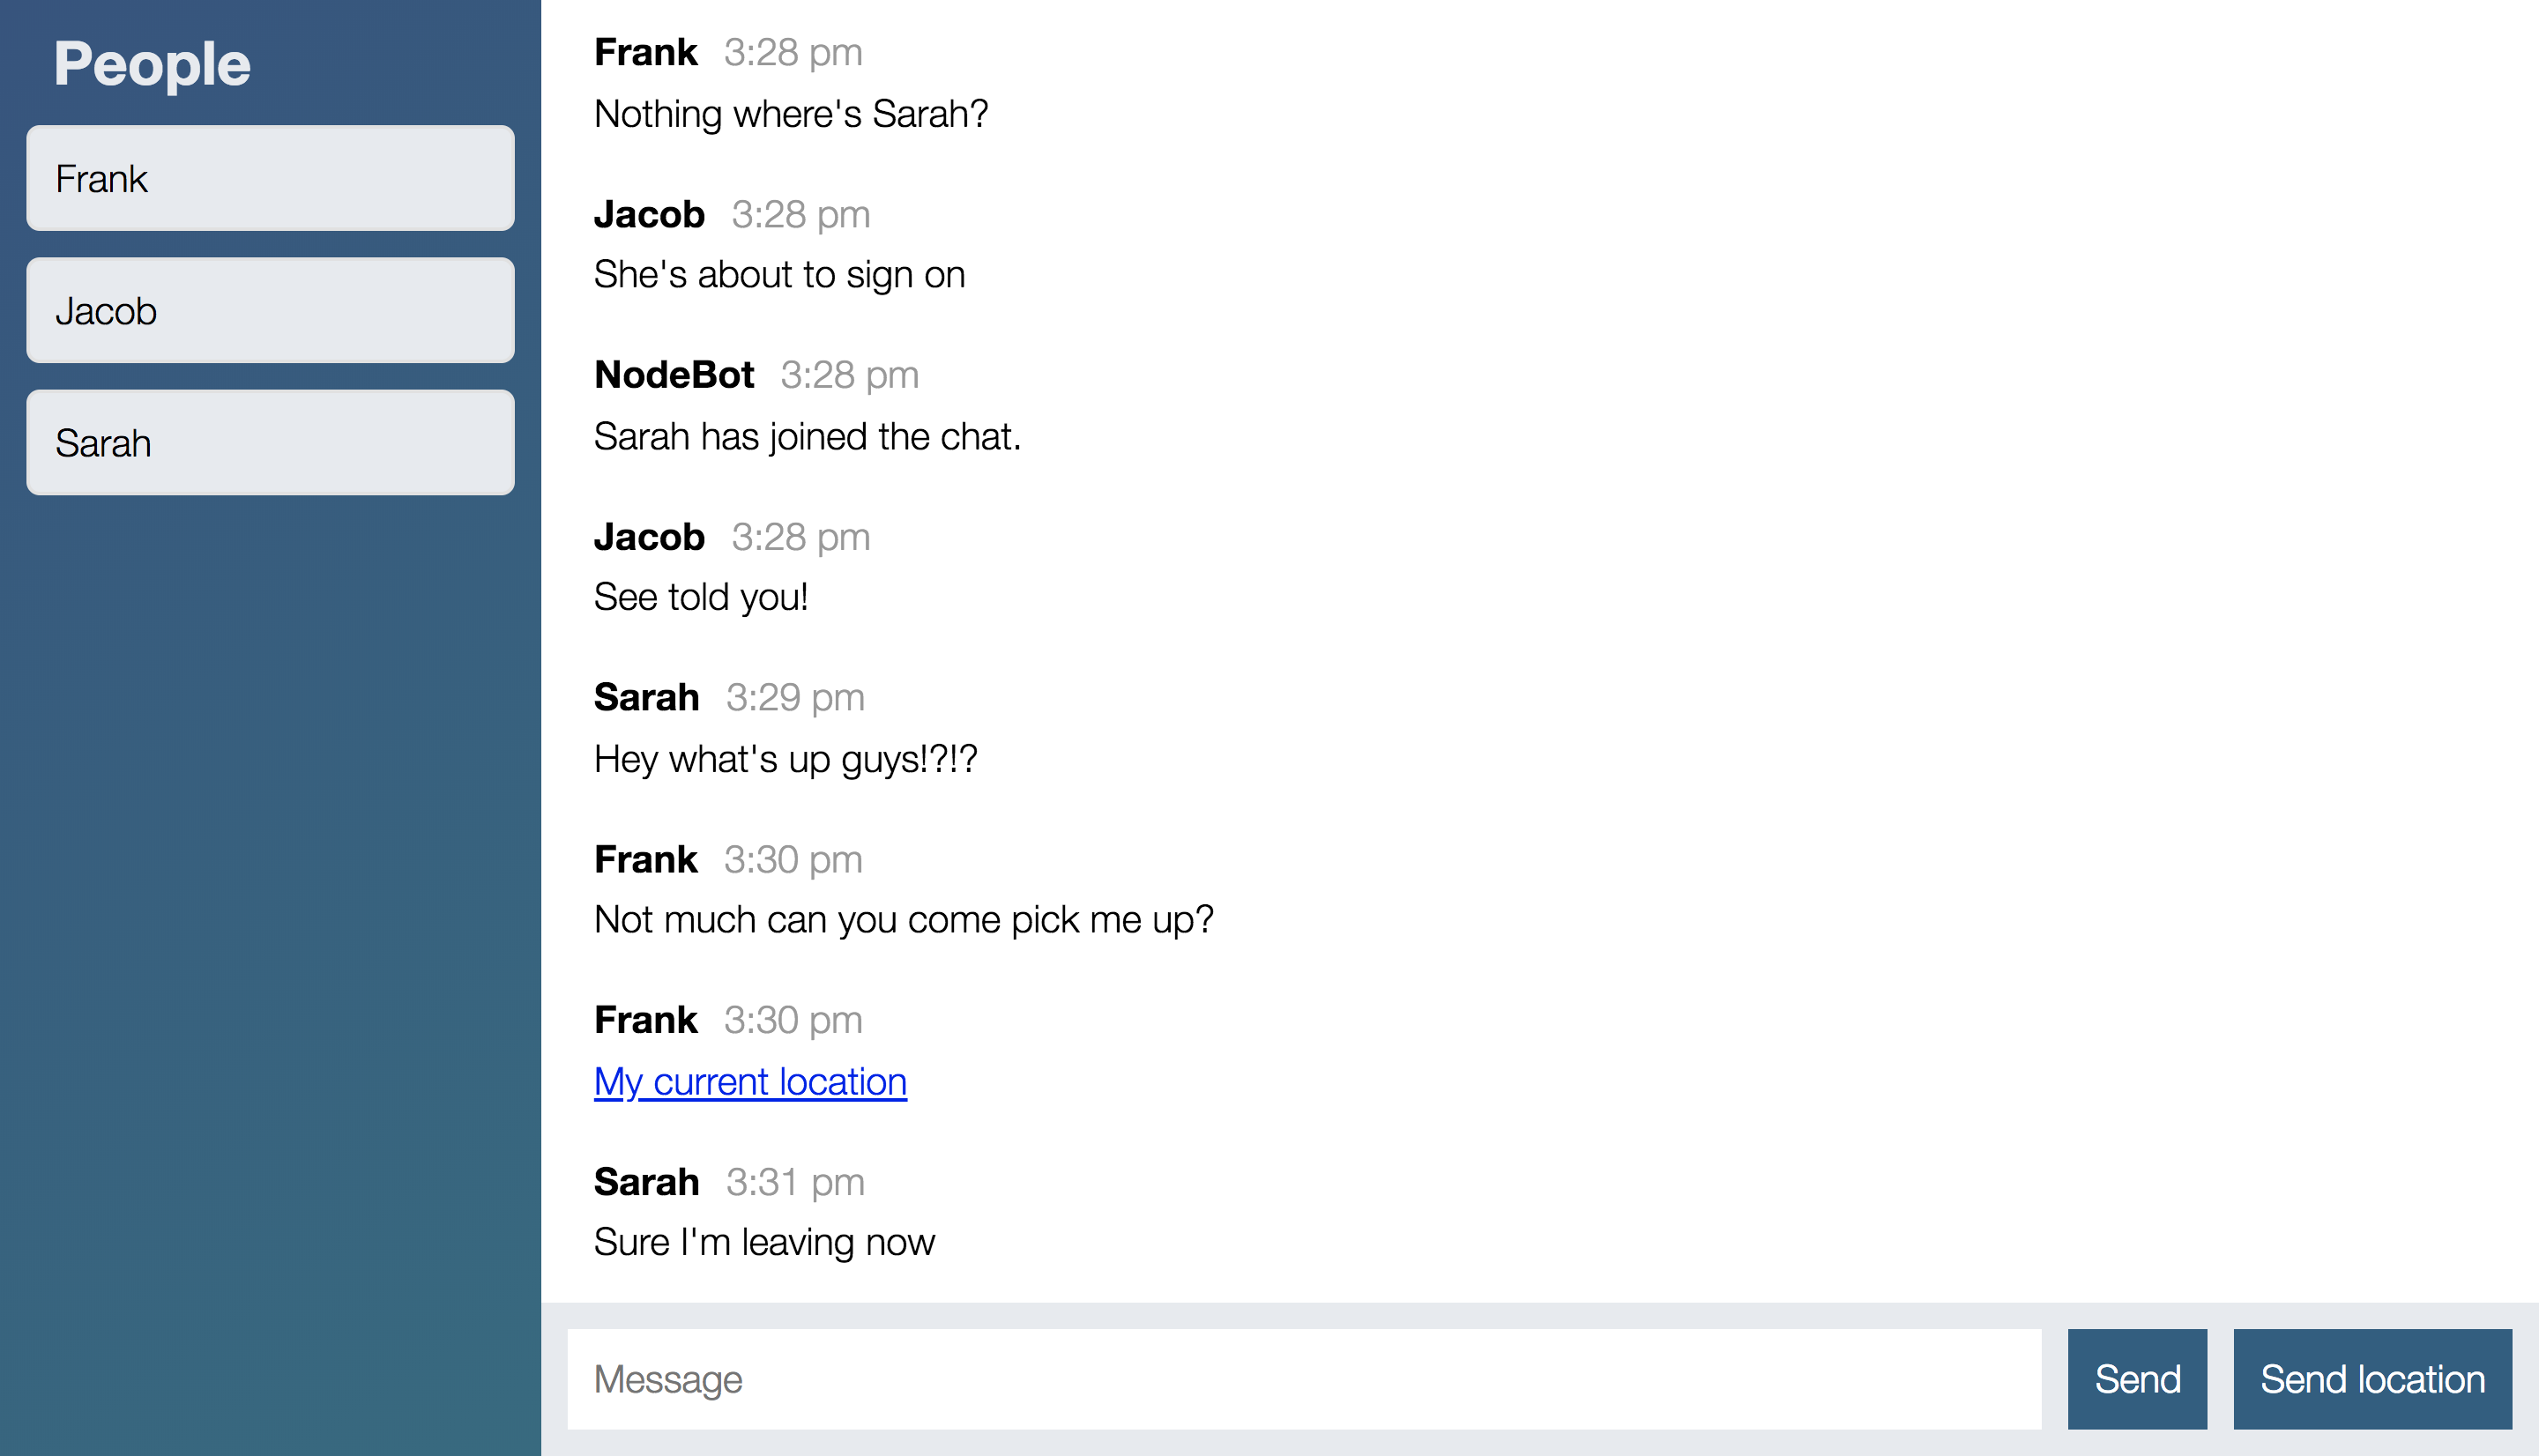 People
Frank
Jacob
Sarah
Frank 3:28 pm
Nothing where's Sarah?
Jacob 3:28 pm
She's about to sign on
NodeBot 3:28 pm
Sarah has joined the chat.
Jacob 3:28 pm
See told you!
Sarah 3:29 pm
Hey what's up guys!?!?
Frank 3:30 pm
Not much can you come pick me up?
Frank 3:30 pm
My current location
Sarah 3:31 pm
Sure I'm leaving now
Message Send Send location